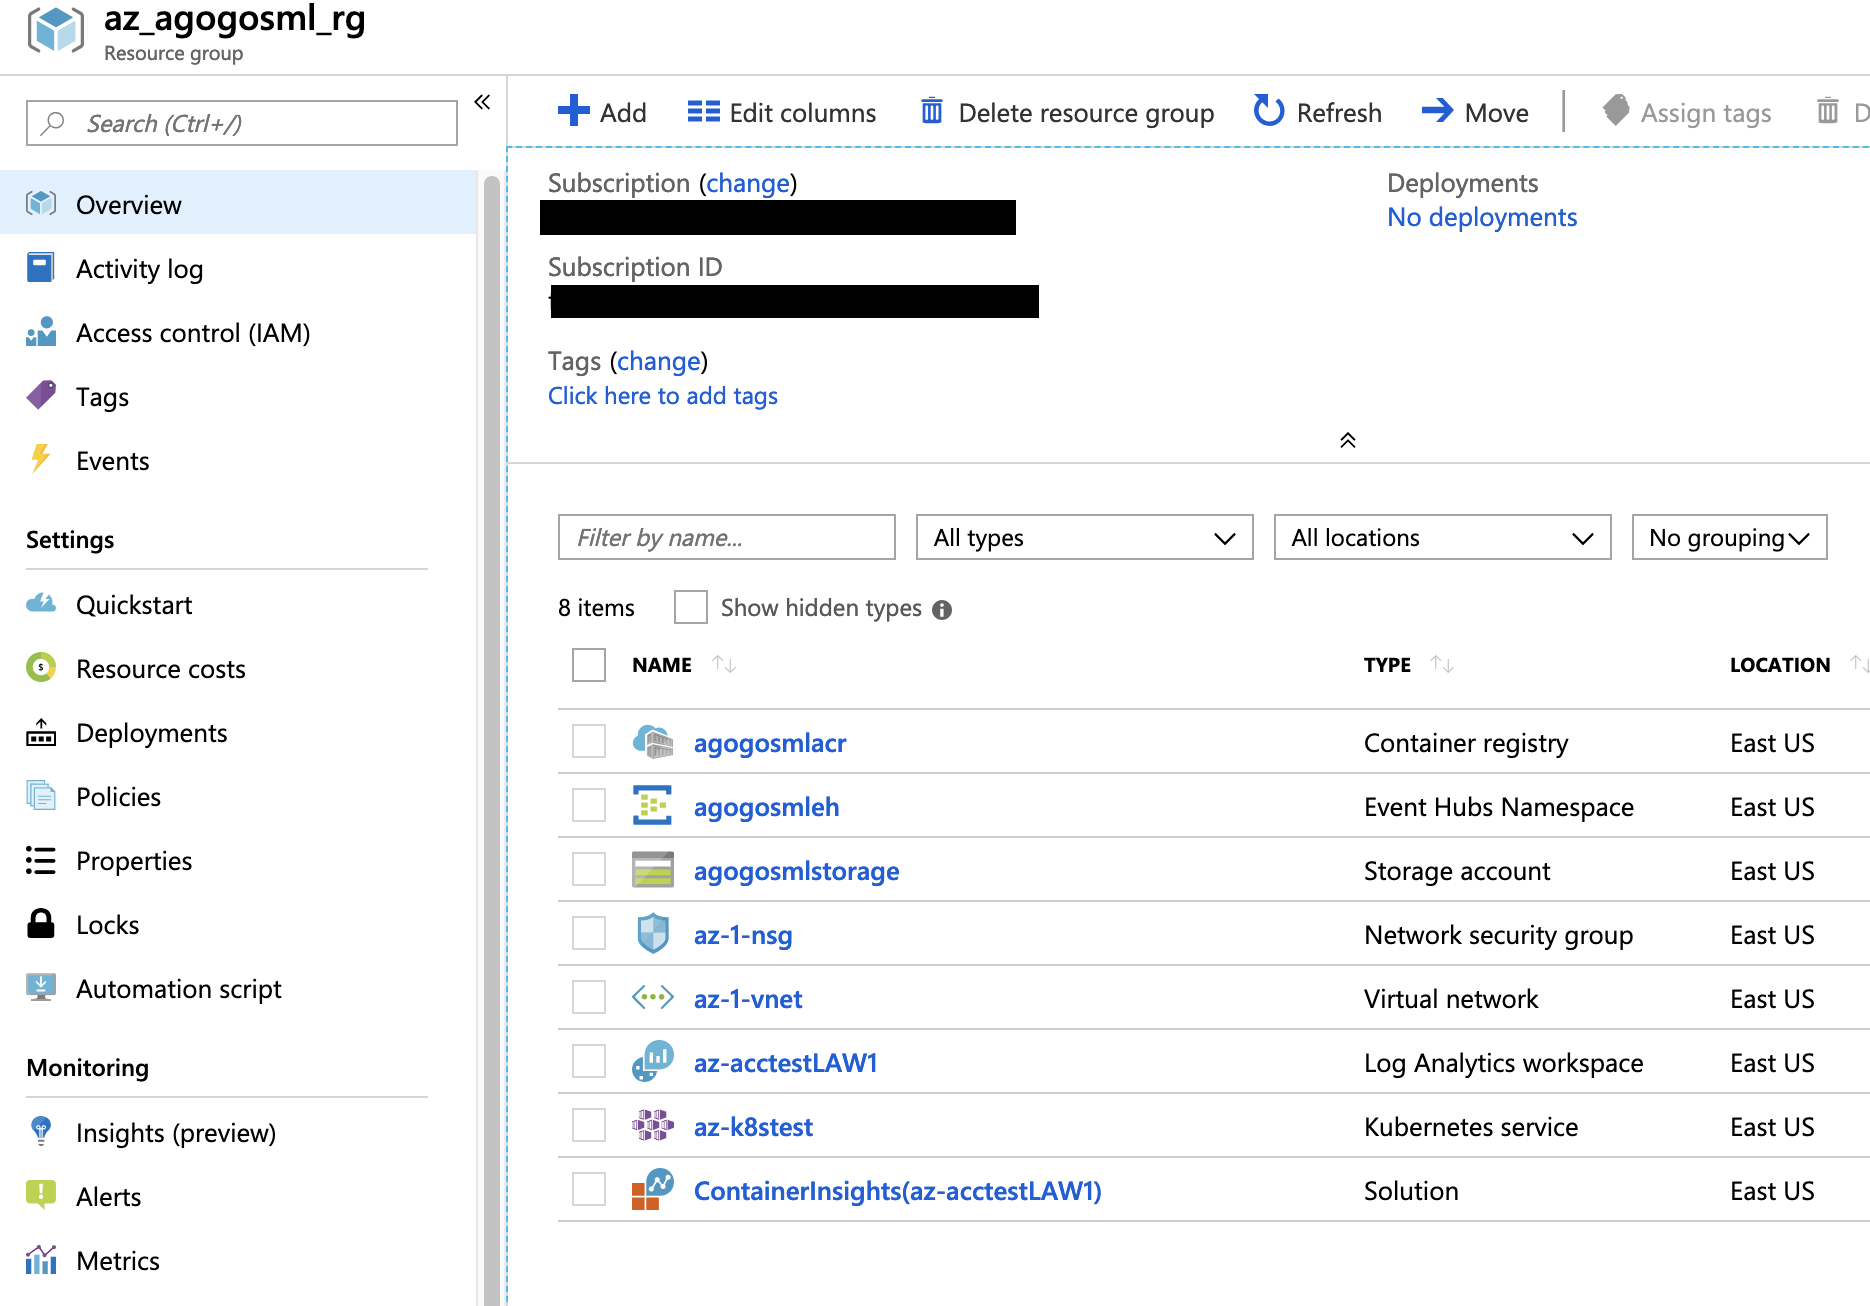 az_agogosml_rg
Resource group
Search (Ctrl+/)
Overview
Activity log
Access control (IAM)
Tags
Events
Settings
Quickstart
Resource costs
Deployments
Policies
Properties
Locks
Automation script
Monitoring
Insights (preview)
Alerts
Metrics
Add Edit columns Delete resource group Refresh Move Assign tags
Subscription (change)
Subscription ID
Tags (change)
Click here to add tags
Deployments
No deployments
Filter by name... All types All locations No grouping
8 items Show hidden types
NAME TYPE LOCATION
agogosmlacr Container registry East US
agogosmleh Event Hubs Namespace East US
agogosmlstorage Storage account East US
az-1-nsg Network security group East US
az-1-vnet Virtual network East US
az-acctestLAW1 Log Analytics workspace East US
az-k8stest Kubernetes service East US
ContainerInsights(az-acctestLAW1) Solution East US